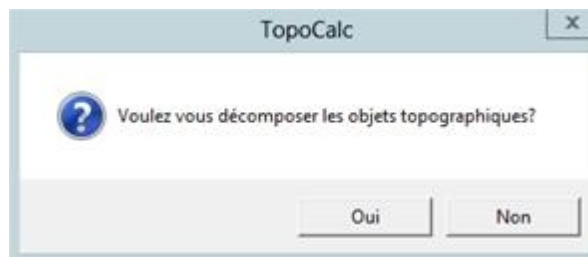 TopoCalc
x
Voulez vous décomposer les objets topographiques?
Oui
Non